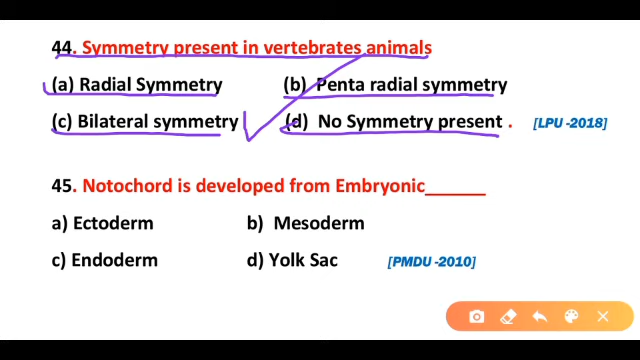 44. Symmetry present in vertebrates animals
(a) Radial Symmetry (b) Penta radial symmetry
(c) Bilateral symmetry (d) No Symmetry present . [LPU -2018]
45. Notochord is developed from Embryonic______
a) Ectoderm b) Mesoderm
c) Endoderm d) Yolk Sac [PMDU -2010]